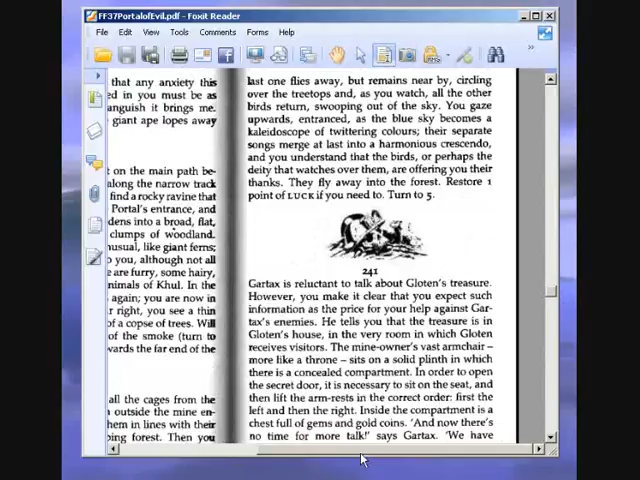 FF37PortalofEvil.pdf - Foxit Reader
File Edit View Tools Comments Forms Help
that any anxiety this
ed in you must be as
anguish it brings me.
giant ape lopes away
t on the main path be-
along the narrow track
find a rocky ravine that
Portal's entrance, and
dens into a broad, flat,
clumps of woodland.
nusual, like giant ferns;
o you, although not all
e are furry, some hairy,
nimals of Khul. In the
again; you are now in
r right, you see a thin
of a copse of trees. Will
of the smoke (turn to
wards the far end of the
all the cages from the
outside the mine en-
hem in lines with their
ping forest. Then you
last one flies away, but remains near by, circling
over the treetops and, as you watch, all the other
birds return, swooping out of the sky. You gaze
upwards, entranced, as the blue sky becomes a
kaleidoscope of twittering colours; their separate
songs merge at last into a harmonious crescendo,
and you understand that the birds, or perhaps the
deity that watches over them, are offering you their
thanks. They fly away into the forest. Restore 1
point of LUCK if you need to. Turn to 5.
241
Gartax is reluctant to talk about Gloten's treasure.
However, you make it clear that you expect such
information as the price for your help against Gar-
tax's enemies. He tells you that the treasure is in
Gloten's house, in the very room in which Gloten
receives visitors. The mine-owner's vast armchair –
more like a throne – sits on a solid plinth in which
there is a concealed compartment. In order to open
the secret door, it is necessary to sit on the seat, and
then lift the arm-rests in the correct order: first the
left and then the right. Inside the compartment is a
chest full of gems and gold coins. 'And now there's
no time for more talk!' says Gartax. 'We have